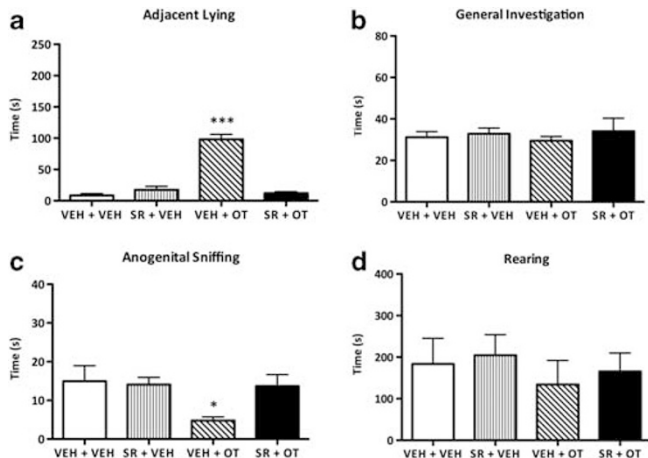 a
Adjacent Lying
Time (s)
250
200
150
100
50
0
***
VEH + VEH
SR + VEH
VEH + OT
SR + OT
b
General Investigation
Time (s)
80
60
40
20
0
VEH + VEH
SR + VEH
VEH + OT
SR + OT
c
Anogenital Sniffing
Time (s)
40
30
20
10
0
*
VEH + VEH
SR + VEH
VEH + OT
SR + OT
d
Rearing
Time (s)
400
300
200
100
0
VEH + VEH
SR + VEH
VEH + OT
SR + OT